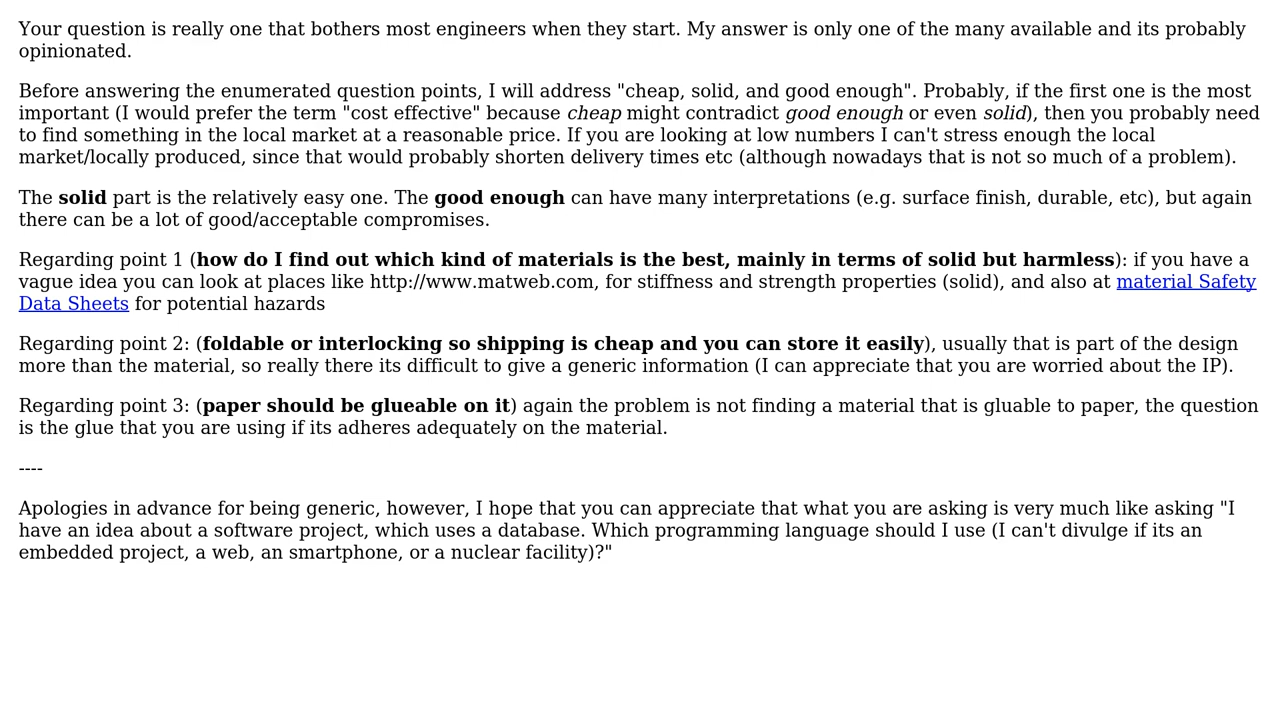 Your question is really one that bothers most engineers when they start. My answer is only one of the many available and its probably
opinionated.
Before answering the enumerated question points, I will address "cheap, solid, and good enough". Probably, if the first one is the most
important (I would prefer the term "cost effective" because cheap might contradict good enough or even solid), then you probably need
to find something in the local market at a reasonable price. If you are looking at low numbers I can't stress enough the local
market/locally produced, since that would probably shorten delivery times etc (although nowadays that is not so much of a problem).
The solid part is the relatively easy one. The good enough can have many interpretations (e.g. surface finish, durable, etc), but again
there can be a lot of good/acceptable compromises.
Regarding point 1 (how do I find out which kind of materials is the best, mainly in terms of solid but harmless): if you have a
vague idea you can look at places like http://www.matweb.com, for stiffness and strength properties (solid), and also at material Safety
Data Sheets for potential hazards
Regarding point 2: (foldable or interlocking so shipping is cheap and you can store it easily), usually that is part of the design
more than the material, so really there its difficult to give a generic information (I can appreciate that you are worried about the IP).
Regarding point 3: (paper should be glueable on it) again the problem is not finding a material that is gluable to paper, the question
is the glue that you are using if its adheres adequately on the material.
----
Apologies in advance for being generic, however, I hope that you can appreciate that what you are asking is very much like asking "I
have an idea about a software project, which uses a database. Which programming language should I use (I can't divulge if its an
embedded project, a web, an smartphone, or a nuclear facility)?"